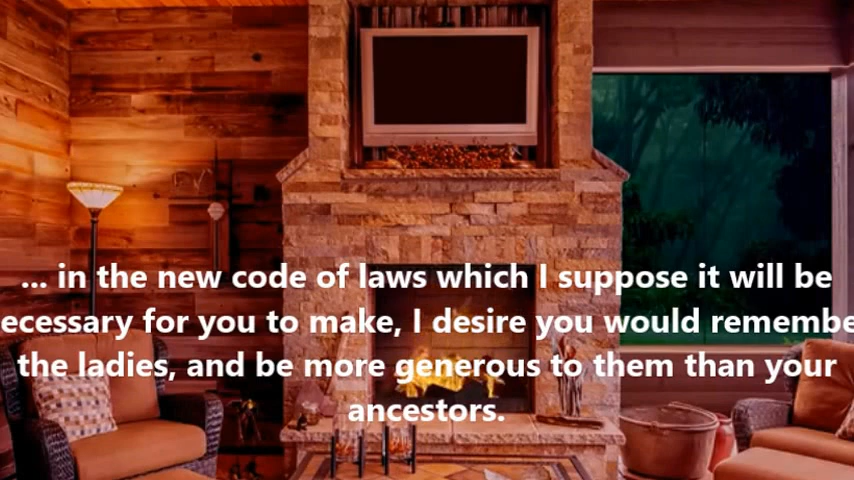 ... in the new code of laws which I suppose it will be
ecessary for you to make, I desire you would remembe
the ladies, and be more generous to them than your
ancestors.